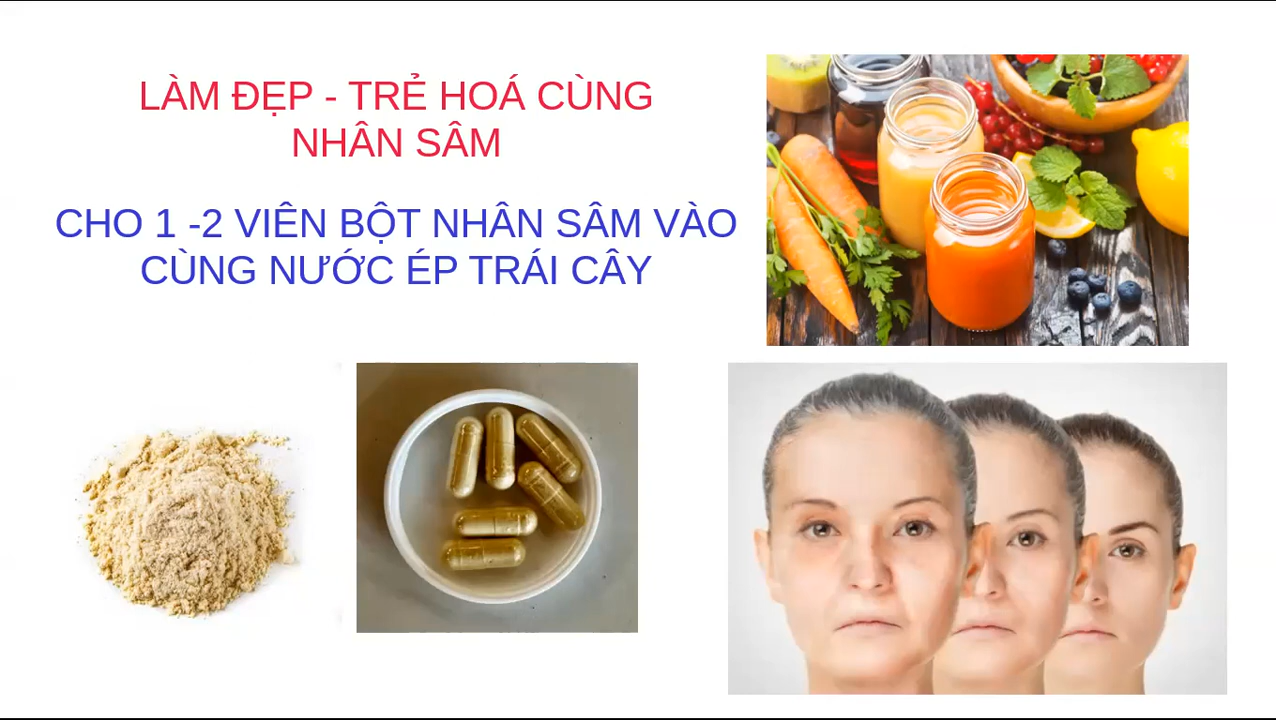 LÀM ĐẸP - TRẺ HOÁ CÙNG
NHÂN SÂM
CHO 1 -2 VIÊN BỘT NHÂN SÂM VÀO
CÙNG NƯỚC ÉP TRÁI CÂY